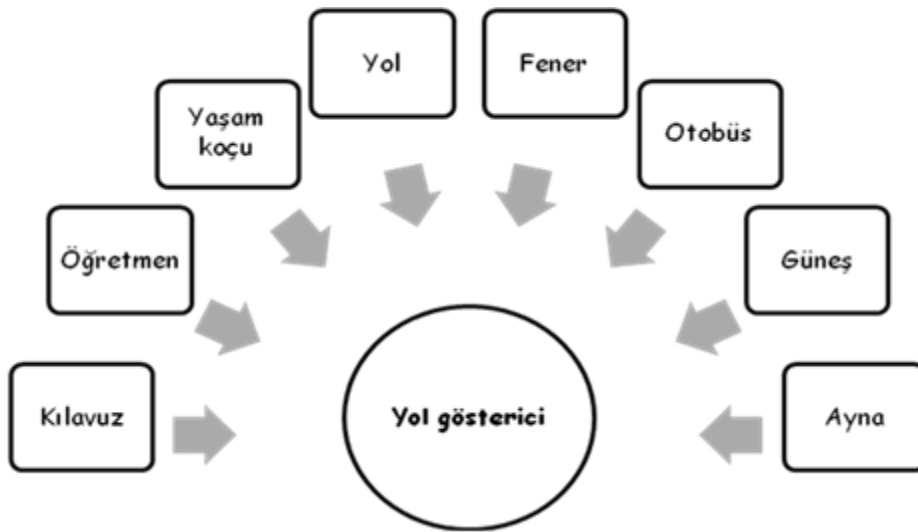 Yol
Fener
Yaşam
koçu
Otobüs
Öğretmen
Güneş
Kılavuz
Yol gösterici
Ayna